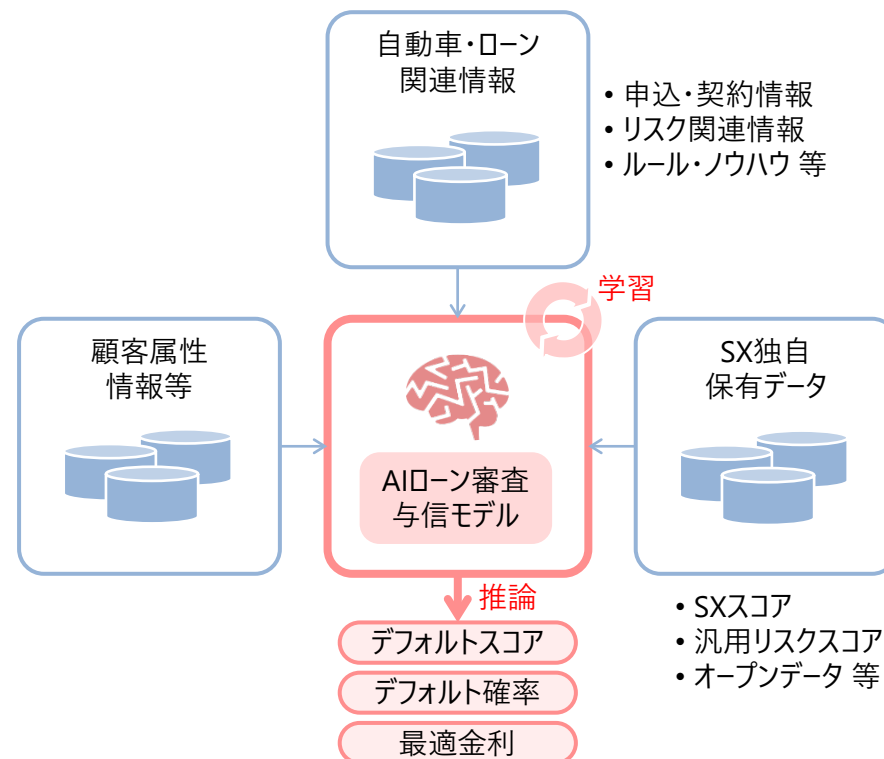 自動車・ローン
関連情報
• 申込・契約情報
• リスク関連情報
• ルール・ノウハウ 等
学習
顧客属性
情報等
AIローン審査
与信モデル
SX独自
保有データ
• SXスコア
• 汎用リスクスコア
• オープンデータ 等
推論
デフォルトスコア
デフォルト確率
最適金利